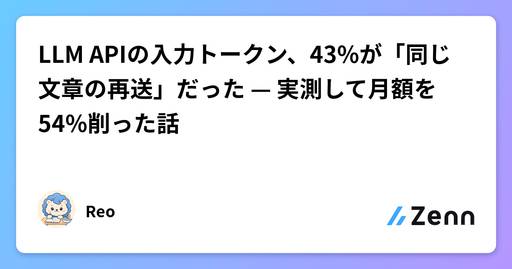 LLM APIの入力トークン、43%が「同じ
文章の再送」だった — 実測して月額を
54%削った話
Reo
Zenn